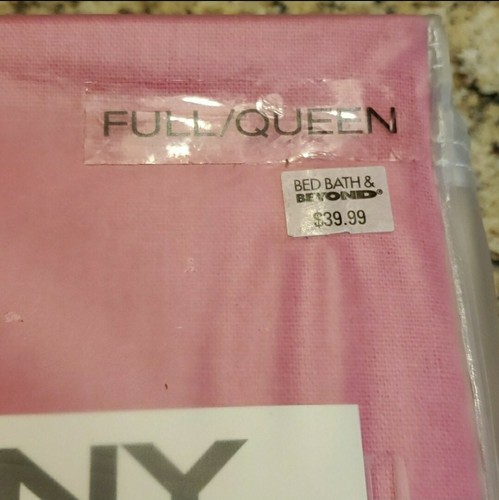 FULL/QUEEN
BED BATH &
BEYOND®
$39.99
NY